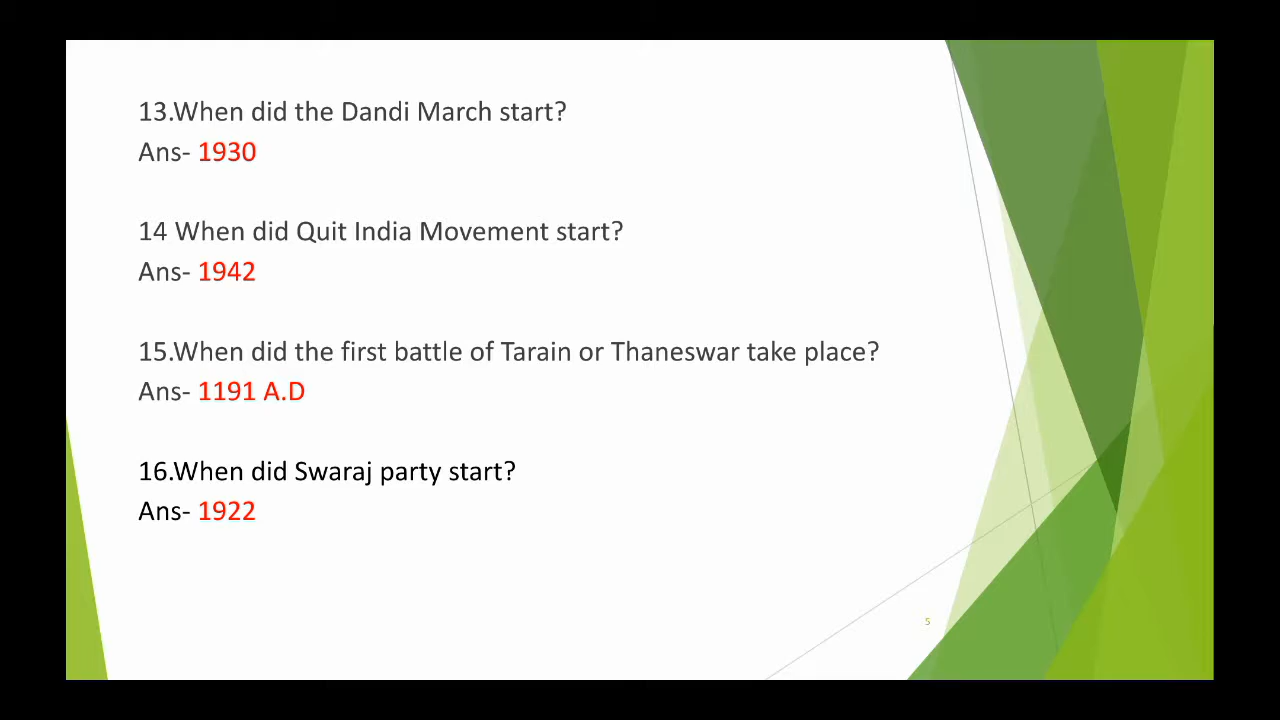 13.When did the Dandi March start?
Ans- 1930
14 When did Quit India Movement start?
Ans- 1942
15.When did the first battle of Tarain or Thaneswar take place?
Ans- 1191 A.D
16.When did Swaraj party start?
Ans- 1922
5